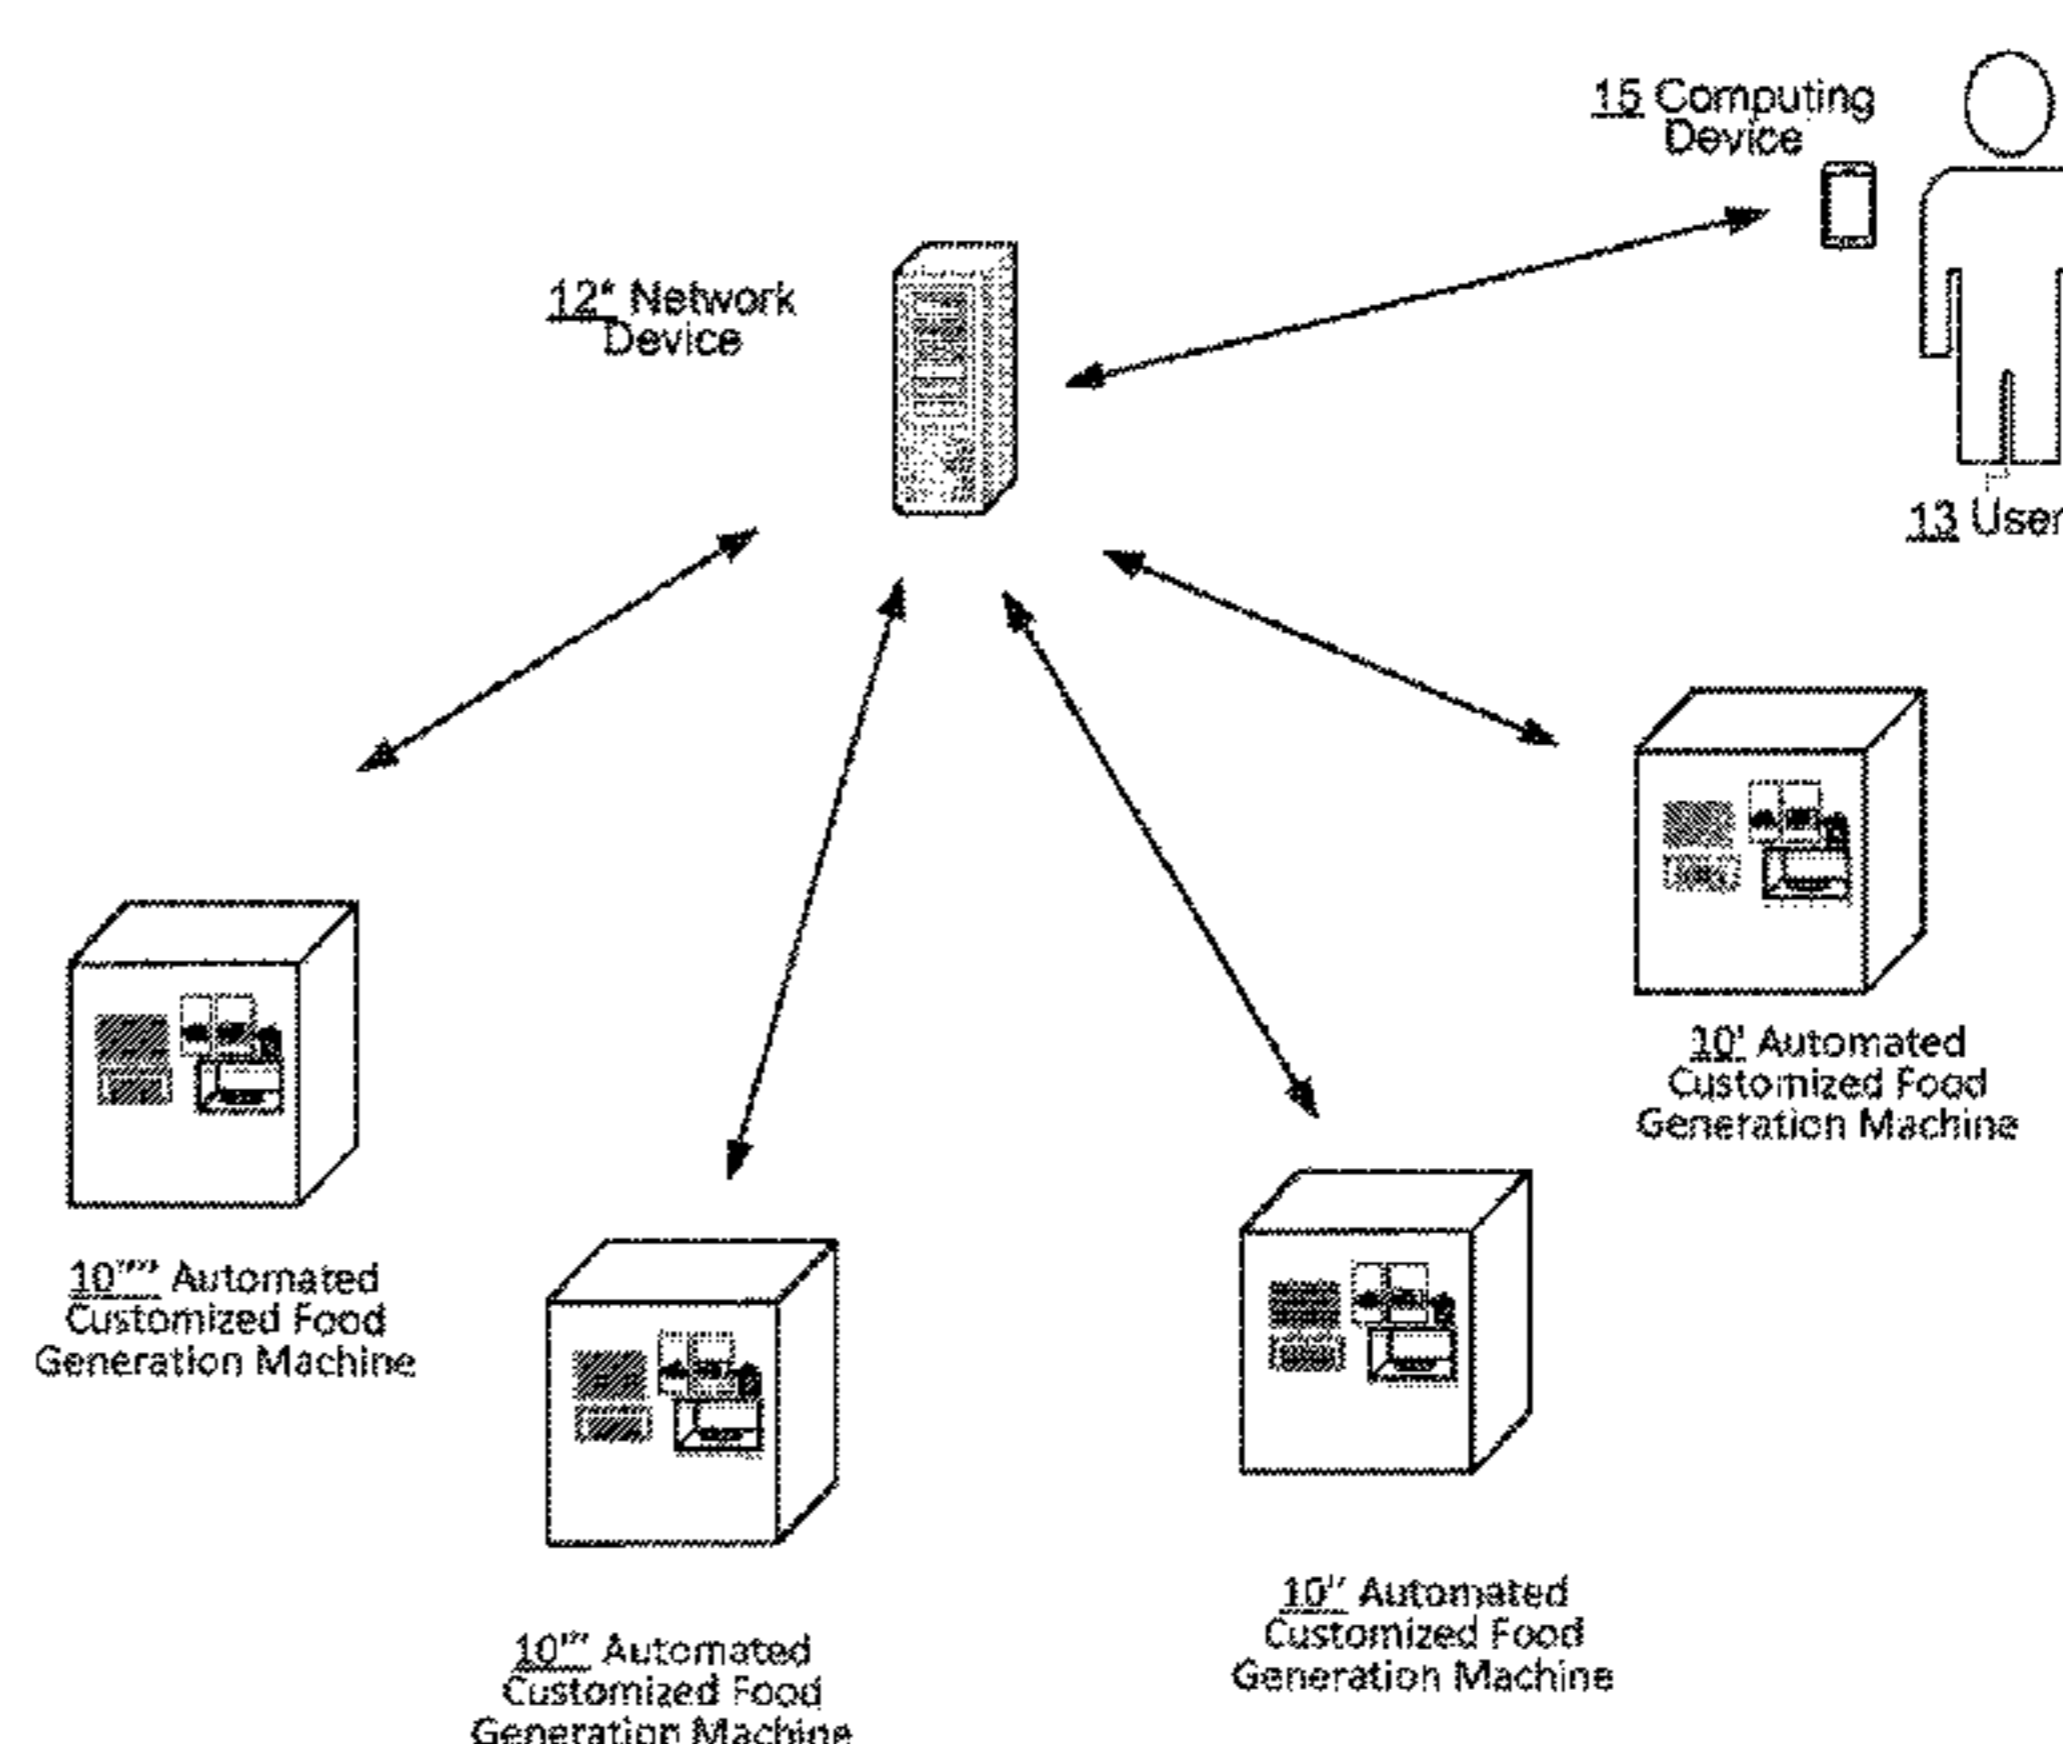 15 Computing
Device
12* Network
Device
13 User
10' Automated
Customized Food
Generation Machine
10'''' Automated
Customized Food
Generation Machine
10'' Automated
Customized Food
Generation Machine
10''' Automated
Customized Food
Generation Machine